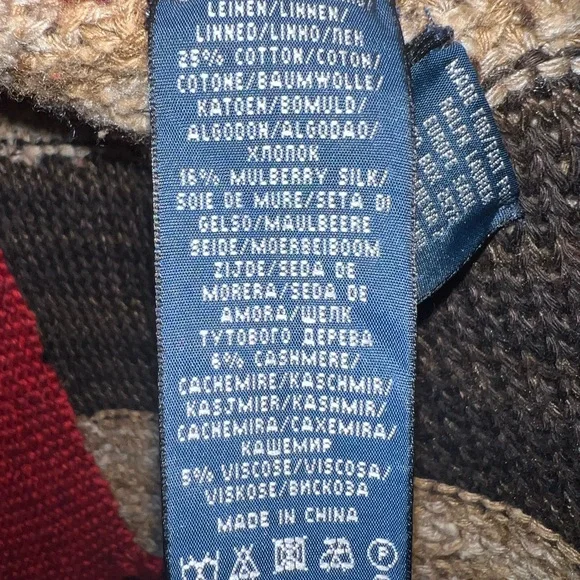 LEINEN/LINNEN/
LINNED/LINHO/ЛЕН
25% COTTON/COTON/
COTONE/BAUMWOLLE/
KATOEN/BOMULD/
ALGODON/ALGODAO/
ХЛОПОК
16% MULBERRY SILK/
SOIE DE MURE/SETA DI
GELSO/MAULBEERE
SEIDE/MOERBEIBOOM
ZIJDE/SEDA DE
MORERA/SEDA DE
AMORA/ШЕЛК
ТУТОВОГО ДЕРЕВА
6% CASHMERE/
CACHEMIRE/KASCHMIR/
KASJMIER/KASHMIR/
CACHEMIRA/CAXEMIRA/
КАШЕМИР
5% VISCOSE/VISCOSA/
VISKOSE/ВИСКОЗА
MADE IN CHINA
P
MADE
RALPH